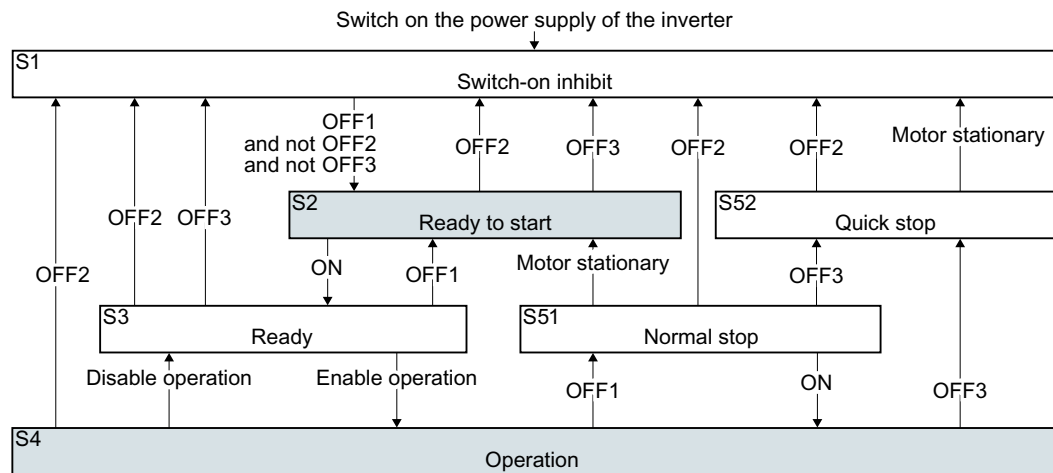 Switch on the power supply of the inverter
S1
Switch-on inhibit
OFF1
and not OFF2
and not OFF3
OFF2
OFF3
OFF2
OFF2
Motor stationary
S2
Ready to start
S52
Quick stop
OFF2
OFF2
OFF3
ON
OFF1
Motor stationary
OFF3
S3
Ready
S51
Normal stop
Disable operation
Enable operation
OFF1
ON
OFF3
S4
Operation